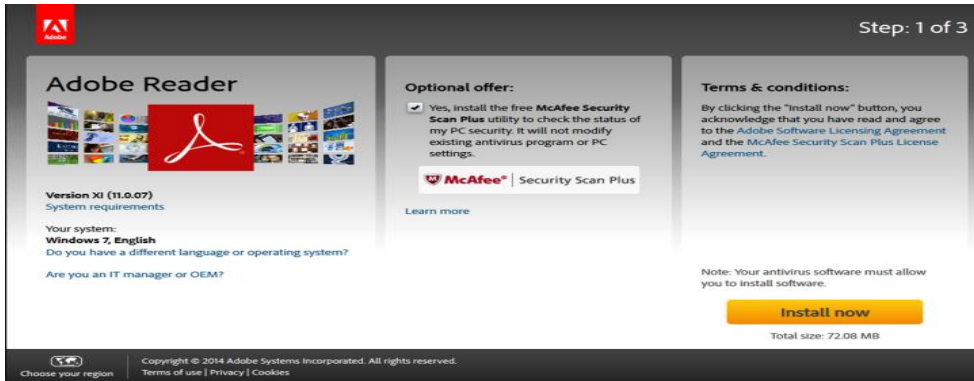 Adobe
Step: 1 of 3
Adobe Reader
Version XI (11.0.07)
System requirements
Your system:
Windows 7, English
Do you have a different language or operating system?
Are you an IT manager or OEM?
Optional offer:
Yes, install the free McAfee Security
Scan Plus utility to check the status of
my PC security. It will not modify
existing antivirus program or PC
settings.
McAfee® | Security Scan Plus
Learn more
Terms & conditions:
By clicking the "Install now" button, you
acknowledge that you have read and agree
to the Adobe Software Licensing Agreement
and the McAfee Security Scan Plus License
Agreement.
Note: Your antivirus software must allow
you to install software.
Install now
Total size: 72.08 MB
Choose your region
Copyright © 2014 Adobe Systems Incorporated. All rights reserved.
Terms of use | Privacy | Cookies